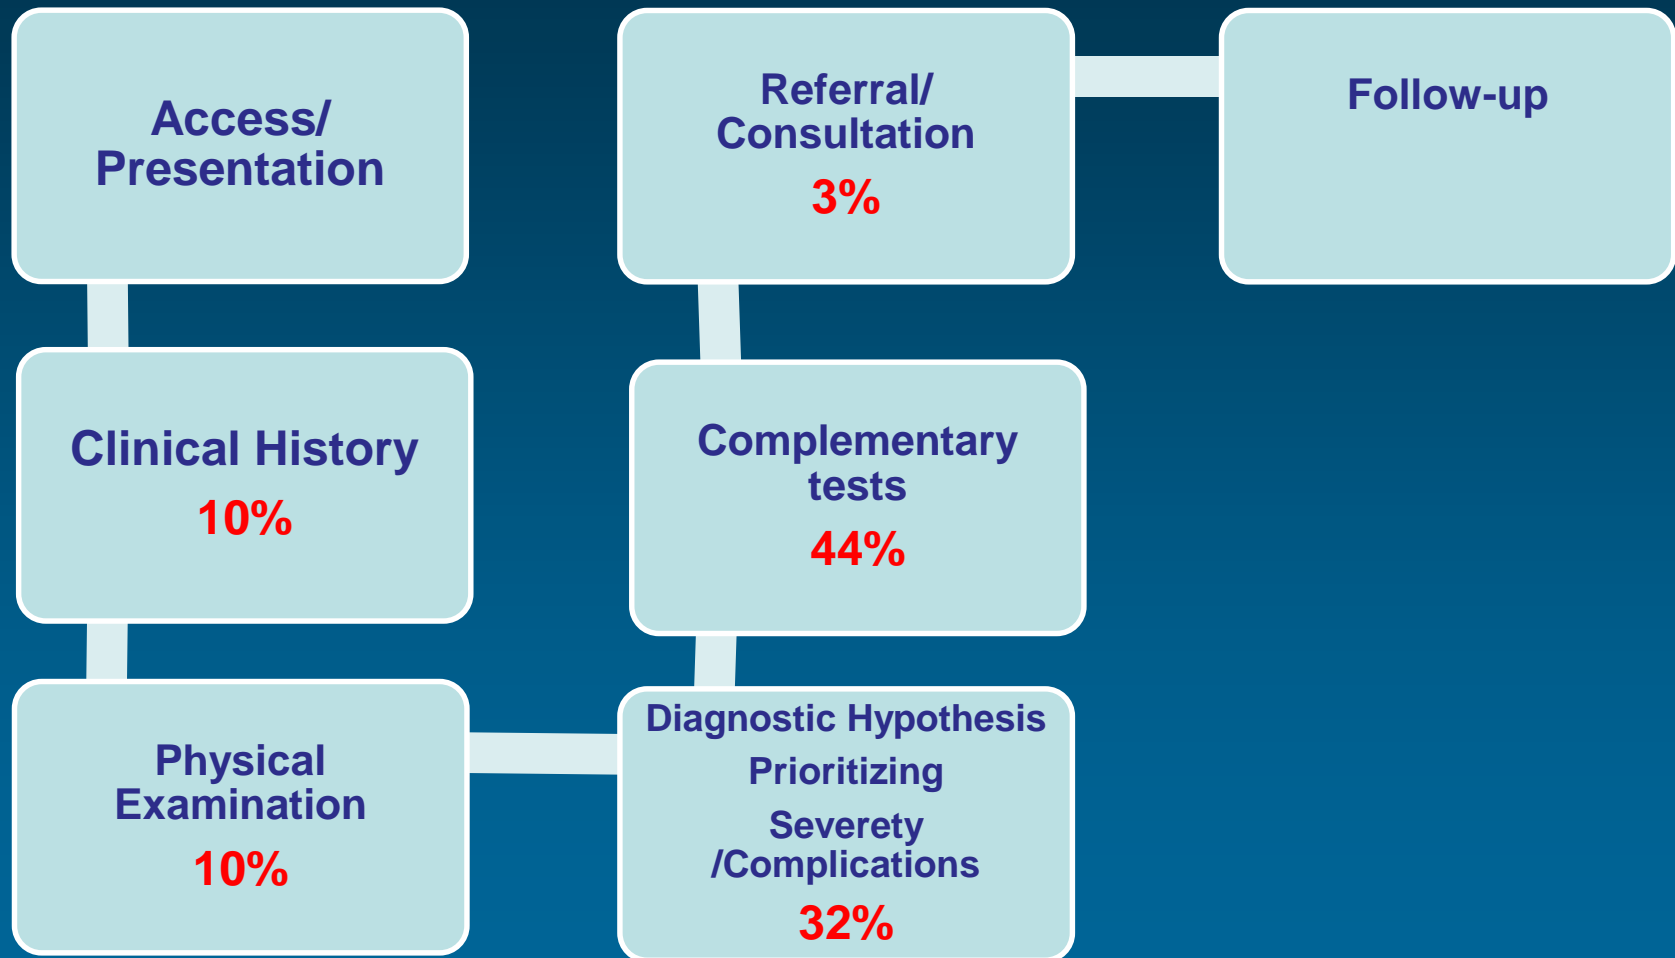 Access/
Presentation
Clinical History
10%
Physical
Examination
10%
Diagnostic Hypothesis
Prioritizing
Severety
/Complications
32%
Complementary
tests
44%
Referral/
Consultation
3%
Follow-up